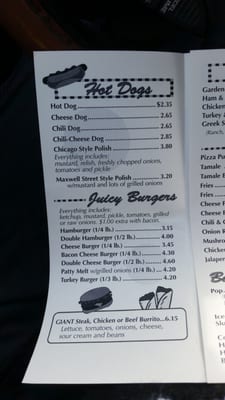 Hot Dogs
Hot Dog $2.35
Cheese Dog 2.65
Chili Dog 2.65
Chili-Cheese Dog 2.85
Chicago Style Polish 3.80
Everything includes:
mustard, relish, freshly chopped onions,
tomatoes and pickle
Maxwell Street Style Polish 3.20
w/mustard and lots of grilled onions
Juicy Burgers
Everything includes:
ketchup, mustard, pickle, tomatoes, grilled
or raw onions. $1.00 extra with bacon.
Hamburger (1/4 lb.) 3.15
Double Hamburger (1/2 lb.) 4.00
Cheese Burger (1/4 lb.) 3.45
Bacon Cheese Burger (1/4 lb.) 4.30
Double Cheese Burger (1/2 lb.) 4.60
Patty Melt w/grilled onions (1/4 lb.) 4.20
Turkey Burger (1/3 lb.) 4.20
GIANT Steak, Chicken or Beef Burrito...6.15
Lettuce, tomatoes, onions, cheese,
sour cream and beans
Garden
Ham &
Chicken
Turkey &
Greek S
(Ranch,
Pizza Pu
Tamale
Tamale
Fries
Fries
Cheese
Cheese
Chili &
Onion
Mushro
Chicken
Jalape
B
Pop
Ice